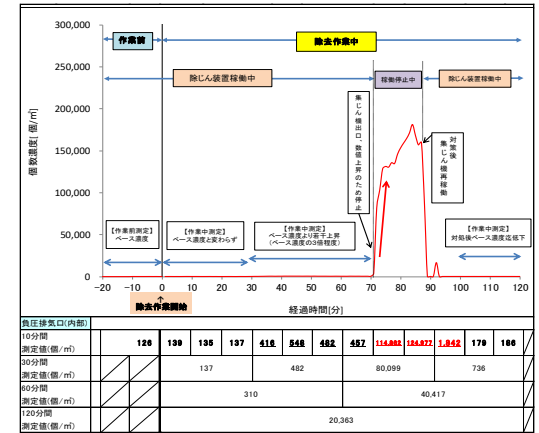 300,000
250,000
200,000
150,000
100,000
50,000
0
個数濃度[ 個/㎥]
作業前
除去作業中
除じん装置稼働中
稼働停止中
除じん装置稼働中
集じん機出口、数値上昇のため停止
対策後
集じん機再稼働
【作業前測定】
ベース濃度
【作業中測定】
ベース濃度と変わらず
【作業中測定】
ベース濃度より若干上昇
(ベース濃度の3倍程度)
【作業中測定】
対処後ベース濃度迄低下
-20 -10 0 10 20 30 40 50 60 70 80 90 100 110 120
↑
除去作業開始
経過時間[分]
負圧排気口(内部)
10分間
測定値(個/㎥)
126 139 135 137 416 548 482 457 1,842 179 186
30分間
測定値(個/㎥)
137 482 80,099 736
60分間
測定値(個/㎥)
310 40,417
120分間
測定値(個/㎥)
20,363